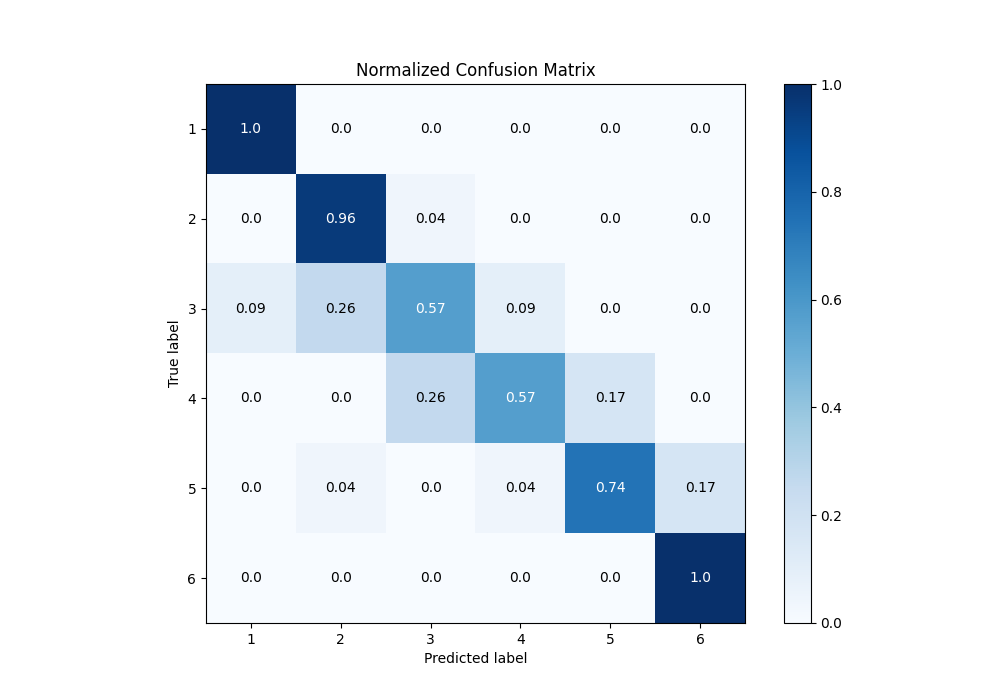 Normalized Confusion Matrix
1.0
1 1.0 0.0 0.0 0.0 0.0 0.0
0.8
2 0.0 0.96 0.04 0.0 0.0 0.0
3 0.09 0.26 0.57 0.09 0.0 0.0
0.6
True label
4 0.0 0.0 0.26 0.57 0.17 0.0
0.4
5 0.0 0.04 0.0 0.04 0.74 0.17
0.2
6 0.0 0.0 0.0 0.0 0.0 1.0
0.0
1 2 3 4 5 6
Predicted label